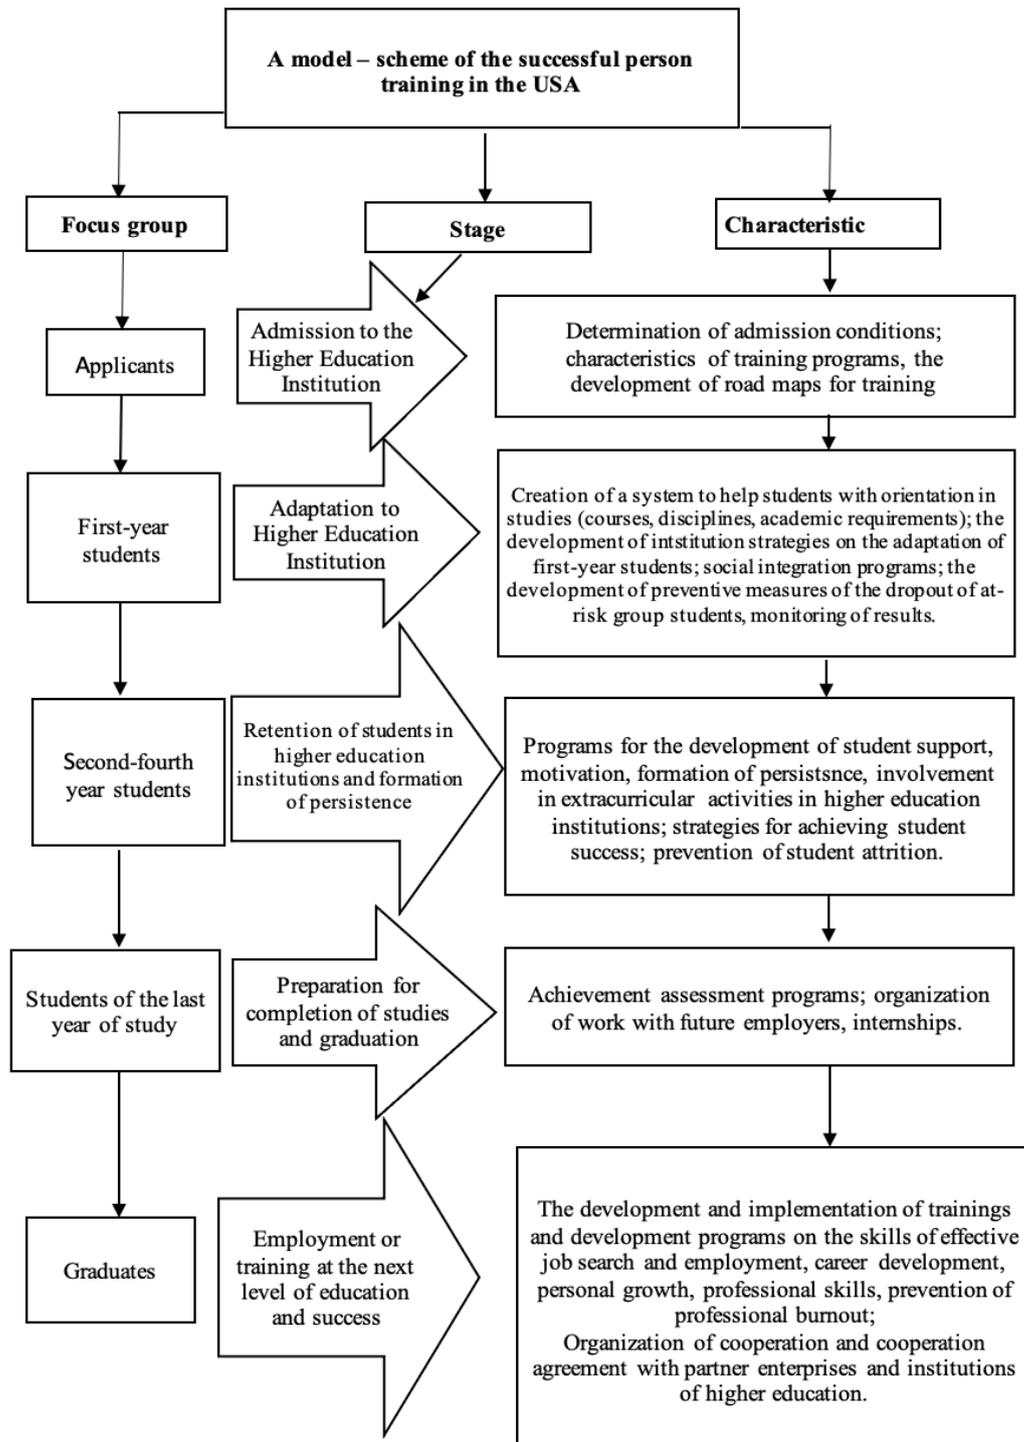 A model – scheme of the successful person
training in the USA
Focus group
Stage
Characteristic
Applicants
Admission to the
Higher Education
Institution
Determination of admission conditions;
characteristics of training programs, the
development of road maps for training
First-year
students
Adaptation to
Higher Education
Institution
Creation of a system to help students with orientation in
studies (courses, disciplines, academic requirements); the
development of intstitution strategies on the adaptation of
first-year students; social integration programs; the
development of preventive measures of the dropout of at-
risk group students, monitoring of results.
Second-fourth
year students
Retention of students in
higher education
institutions and formation
of persistence
Programs for the development of student support,
motivation, formation of persistsnce, involvement
in extracurricular activities in higher education
institutions; strategies for achieving student
success; prevention of student attrition.
Students of the last
year of study
Preparation for
completion of studies
and graduation
Achievement assessment programs; organization
of work with future employers, internships.
Graduates
Employment or
training at the next
level of education
and success
The development and implementation of trainings
and development programs on the skills of effective
job search and employment, career development,
personal growth, professional skills, prevention of
professional burnout;
Organization of cooperation and cooperation
agreement with partner enterprises and institutions
of higher education.